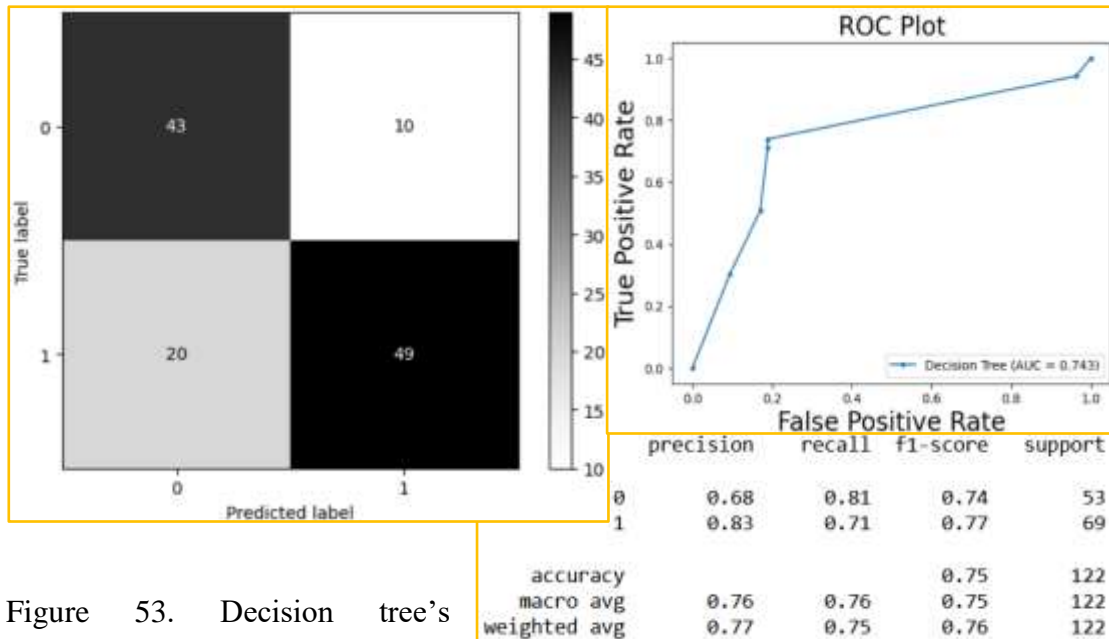 43 10
20 49
0
1
True label
0 1
Predicted label
45
40
35
30
25
20
15
10
ROC Plot
1.0
0.8
0.6
0.4
0.2
0.0
True Positive Rate
Decision Tree (AUC = 0.743)
0.0 0.2 0.4 0.6 0.8 1.0
False Positive Rate
precision recall f1-score support
0 0.68 0.81 0.74 53
1 0.83 0.71 0.77 69
accuracy 0.75 122
macro avg 0.76 0.76 0.75 122
weighted avg 0.77 0.75 0.76 122
Figure 53. Decision tree's